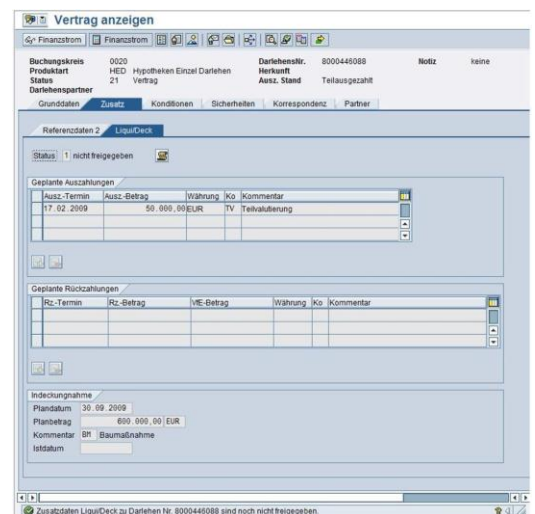 Vertrag anzeigen
Finanzstrom Finanzstrom
Buchungskreis 0020 Darlehensnr. 8000446088 Notiz keine
Produktart HED Hypotheken Einzel Darlehen Herkunft
Status 21 Vertrag Ausz. Stand Teilausgezahlt
Darlehenspartner
Grunddaten Zusatz Konditionen Sicherheiten Korrespondenz Partner
Referenzdaten 2 Liqui/Deck
Status 1 nicht freigegeben
Geplante Auszahlungen
Ausz.-Termin Ausz.-Betrag Währung Ko Kommentar
17.02.2009 50.000,00 EUR TV Teilvalutierung
Geplante Rückzahlungen
Rz.-Termin Rz.-Betrag VfE-Betrag Währung Ko Kommentar
Indeckungnahme
Plandatum 30.09.2009
Planbetrag 600.000,00 EUR
Kommentar BM Baumaßnahme
Istdatum
Zusatzdaten Liqui/Deck zu Darlehen Nr. 8000446088 sind noch nicht freigegeben.